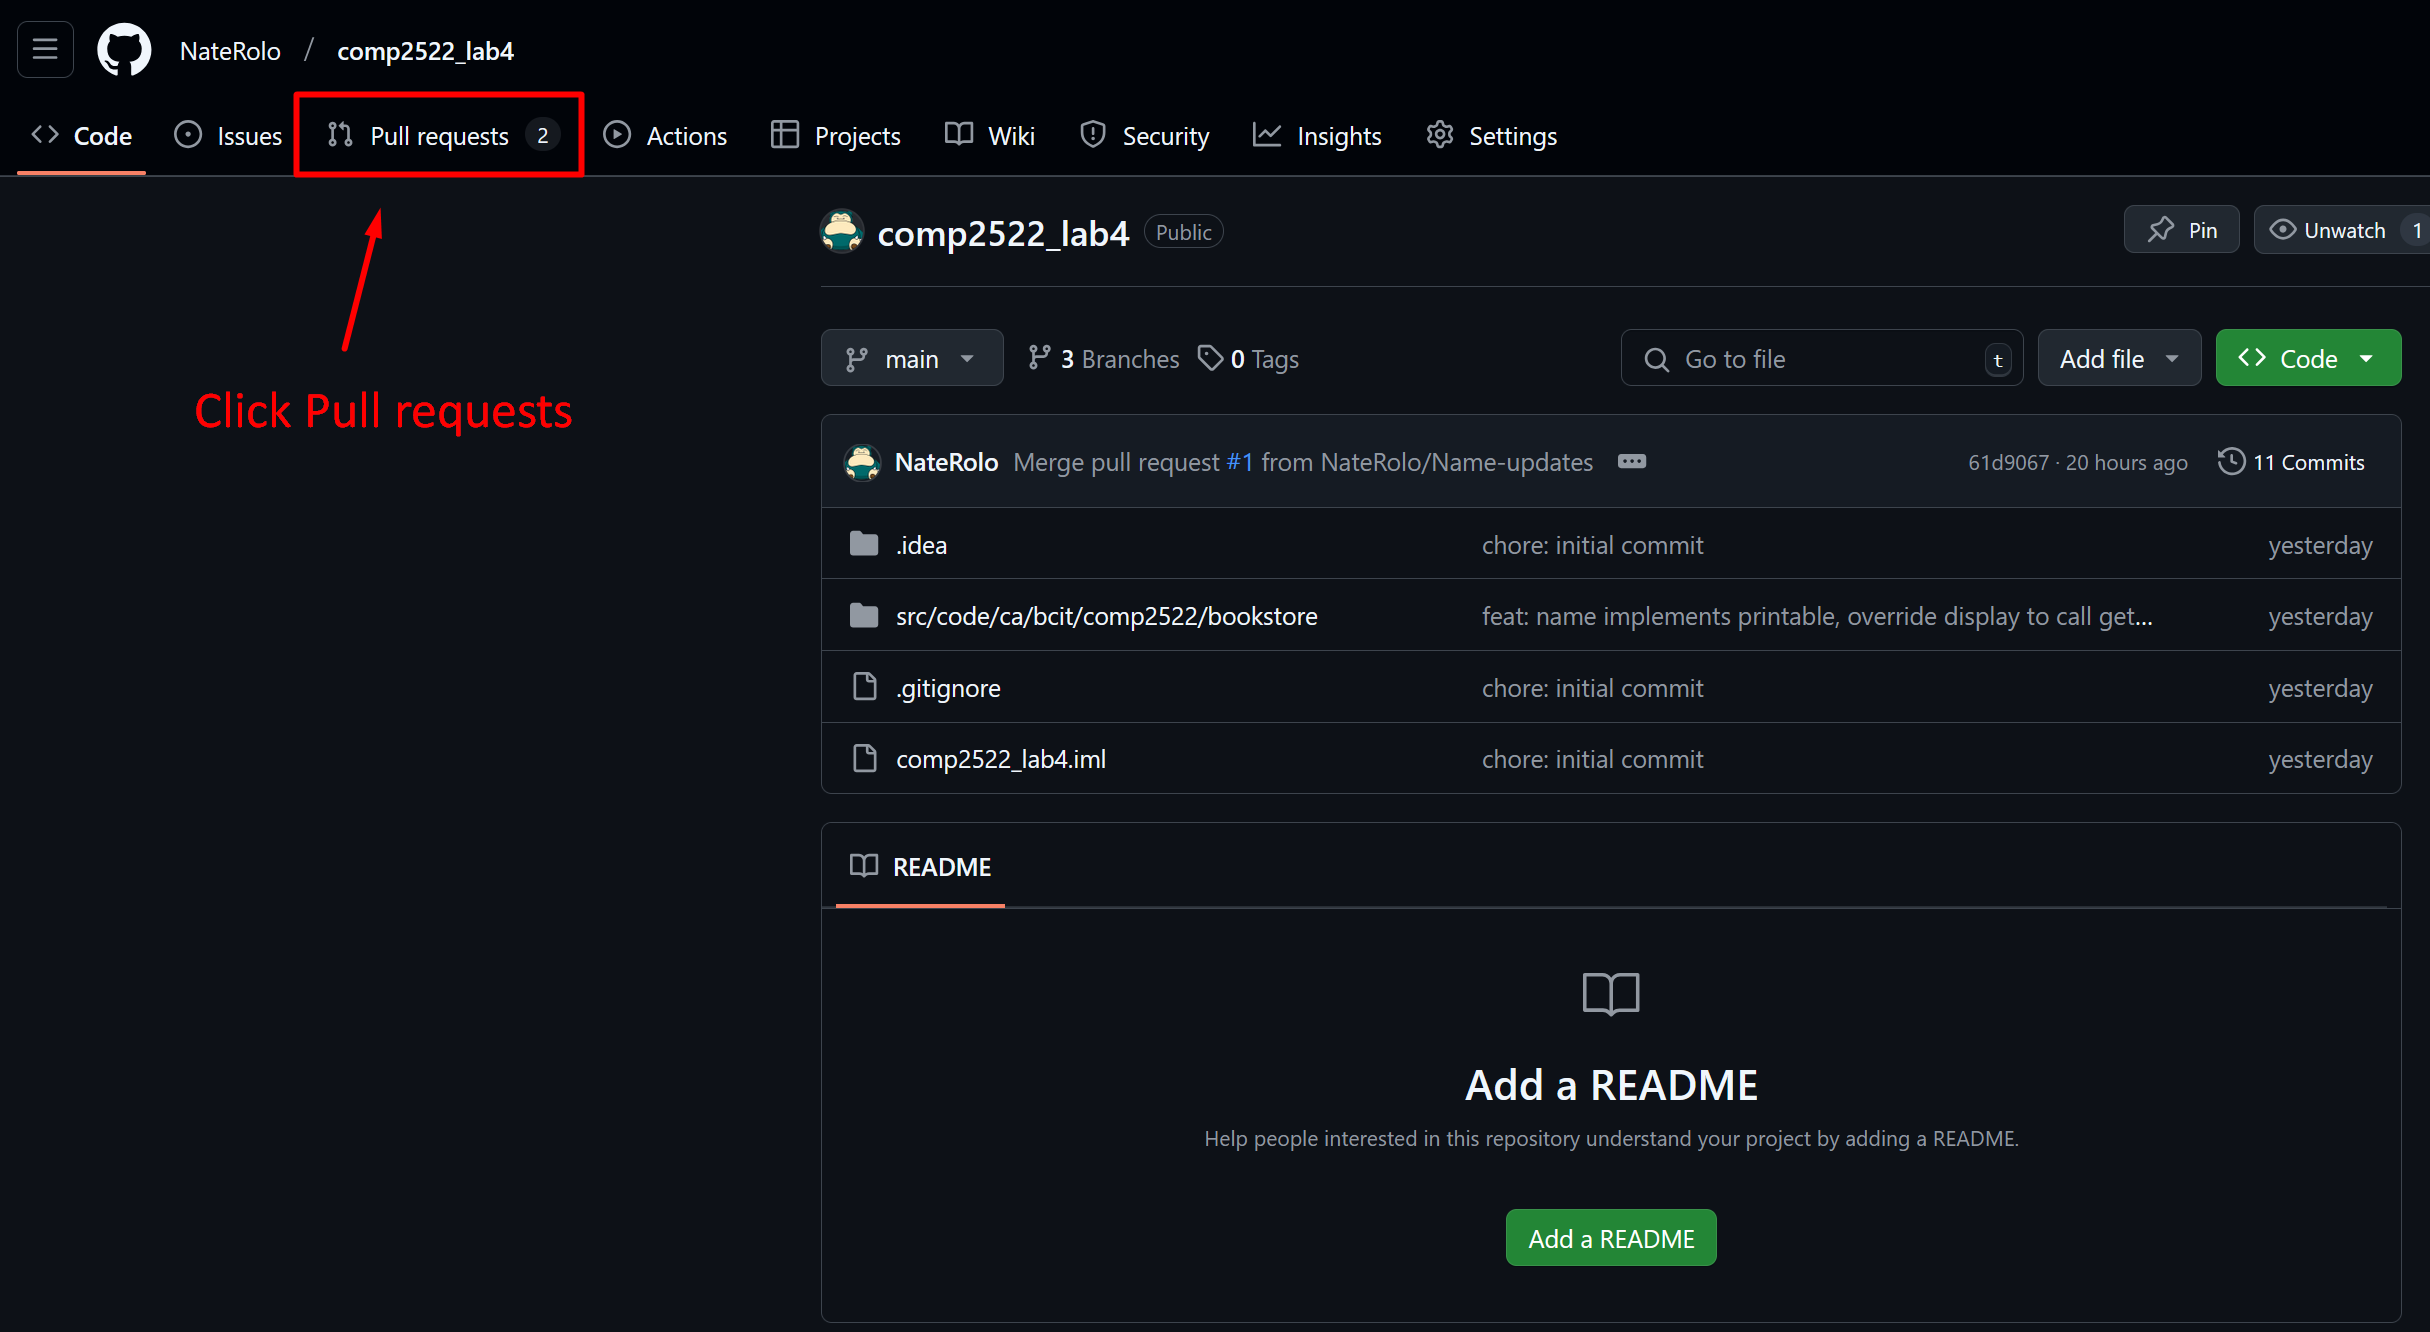 NateRolo / comp2522_lab4
Code Issues Pull requests 2 Actions Projects Wiki Security Insights Settings
comp2522_lab4 Public Pin Unwatch 1
Click Pull requests
main 3 Branches 0 Tags Go to file t Add file Code
NateRolo Merge pull request #1 from NateRolo/Name-updates 61d9067 · 20 hours ago 11 Commits
.idea chore: initial commit yesterday
src/code/ca/bcit/comp2522/bookstore feat: name implements printable, override display to call get... yesterday
.gitignore chore: initial commit yesterday
comp2522_lab4.iml chore: initial commit yesterday
README
Add a README
Help people interested in this repository understand your project by adding a README.
Add a README